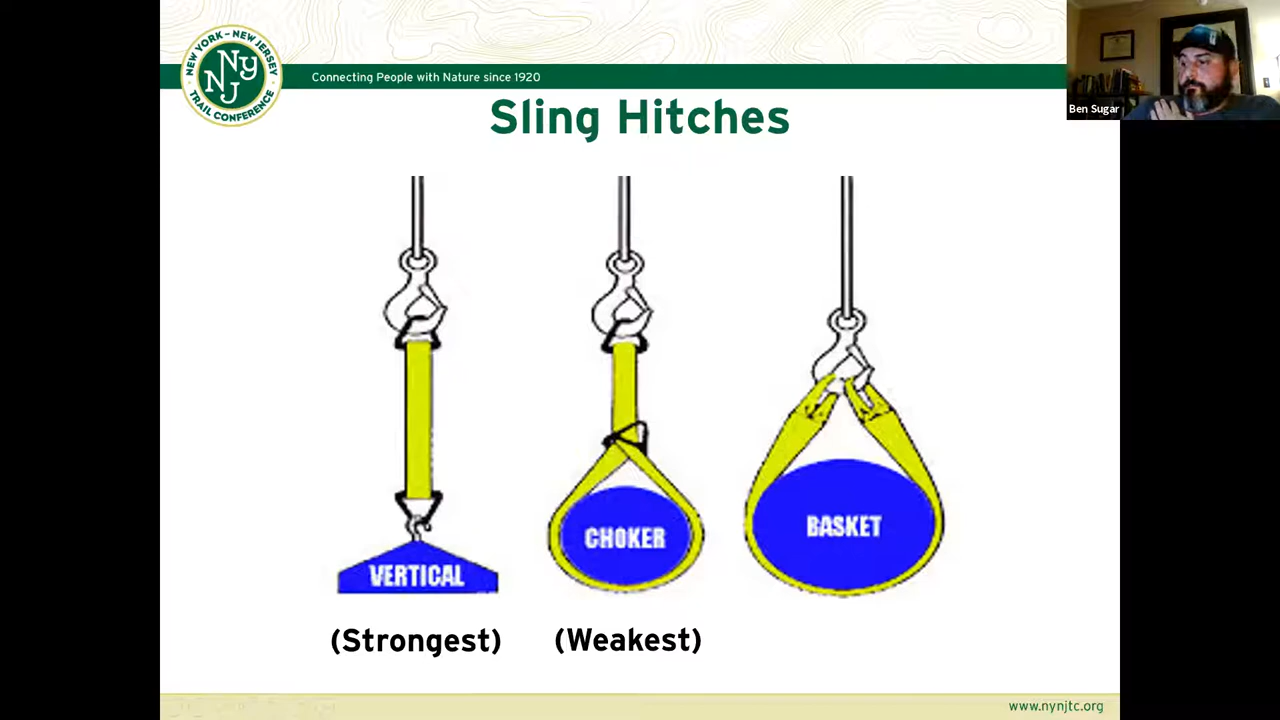 NEW YORK - NEW JERSEY
NY
NJ
TRAIL CONFERENCE
Connecting People with Nature since 1920
Ben Sugar
Sling Hitches
VERTICAL
CHOKER
BASKET
(Strongest)
(Weakest)
www.nynjtc.org